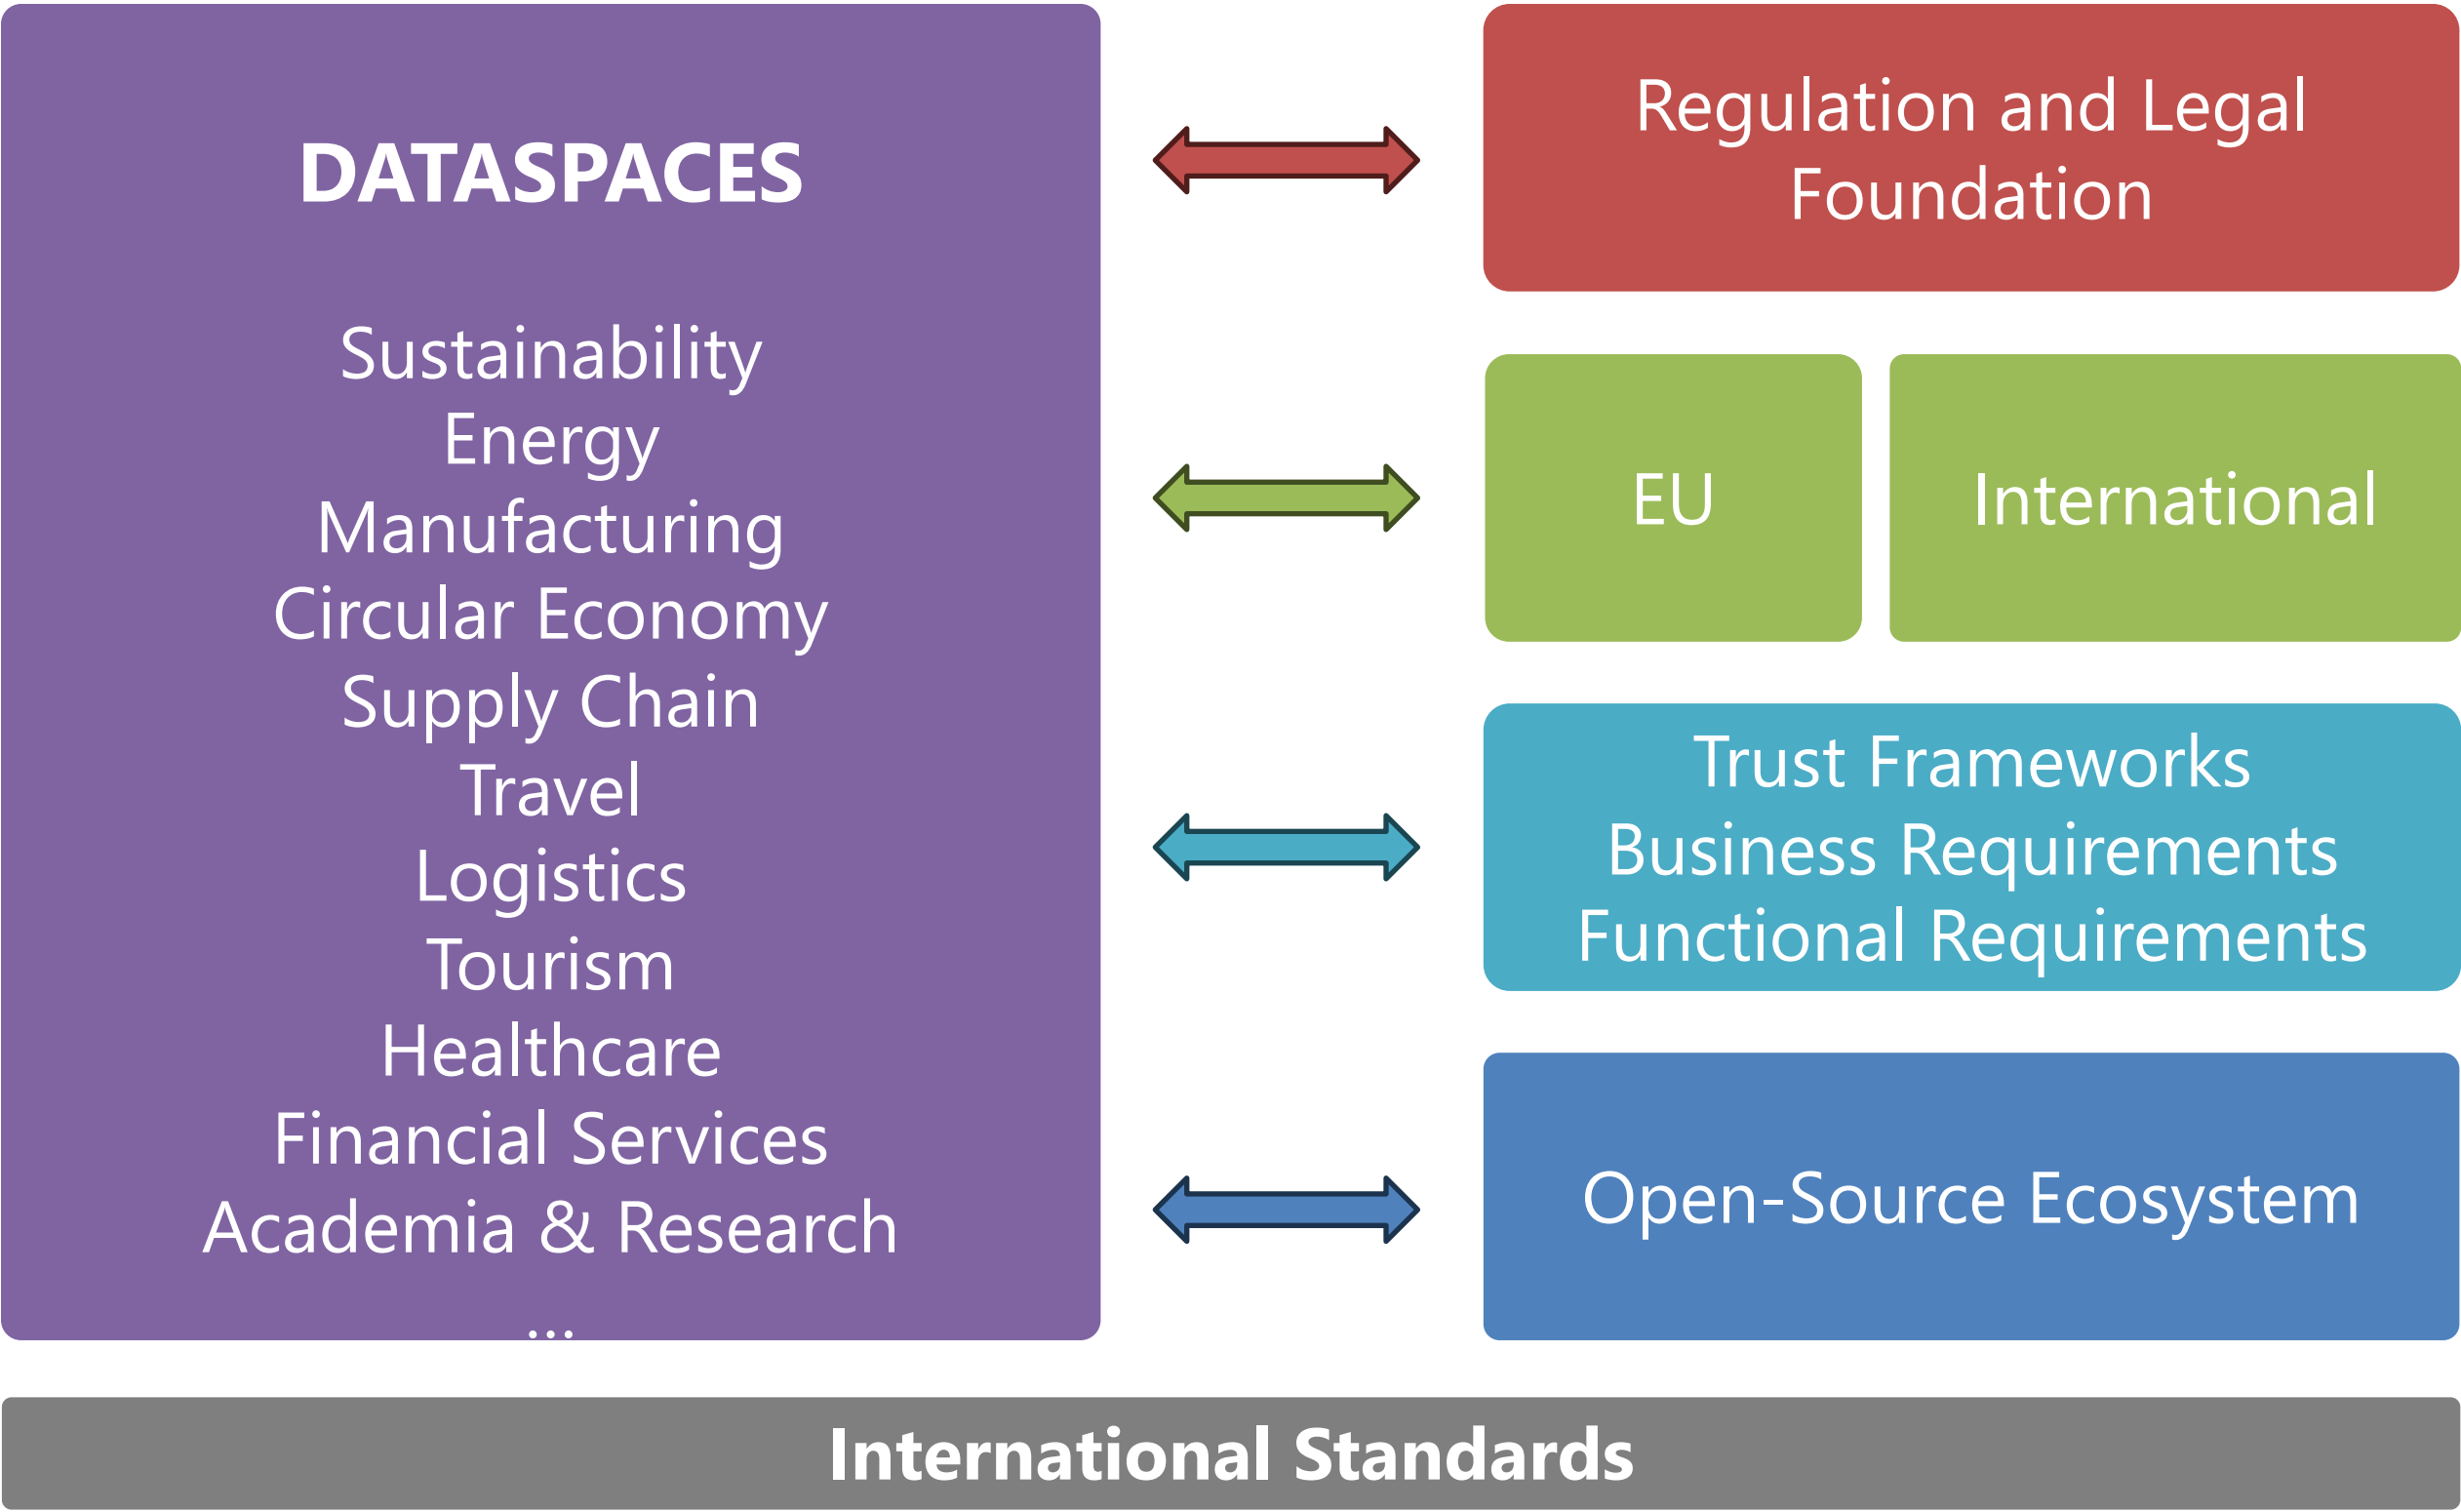 DATASPACES
Sustainability
Energy
Manufacturing
Circular Economy
Supply Chain
Travel
Logistics
Tourism
Healthcare
Financial Services
Academia & Research
...
Regulation and Legal
Foundation
EU
International
Trust Frameworks
Business Requirements
Functional Requirements
Open-Source Ecosystem
International Standards